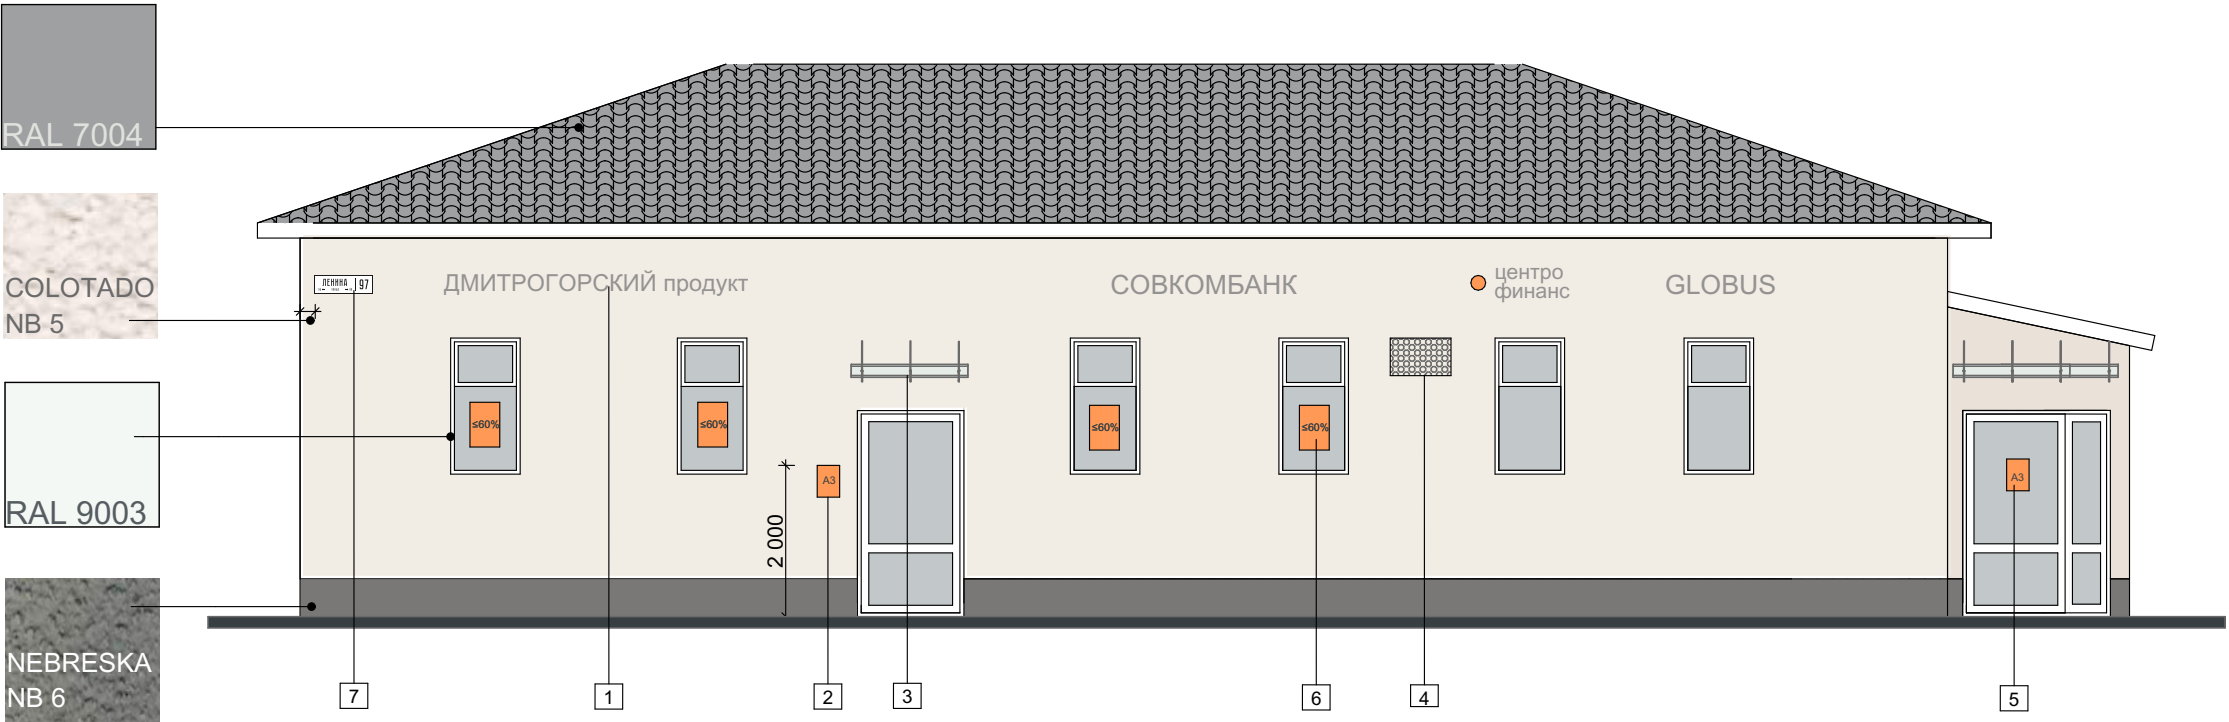 RAL 7004
COLOTADO
NB 5
RAL 9003
NEBRESKA
NB 6
ЛЕНИНА 97
ДМИТРОГОРСКИЙ продукт
СОВКОМБАНК
центро
финанс
GLOBUS
≤60%
≤60%
≤60%
≤60%
А3
А3
2 000
7
1
2
3
6
4
5